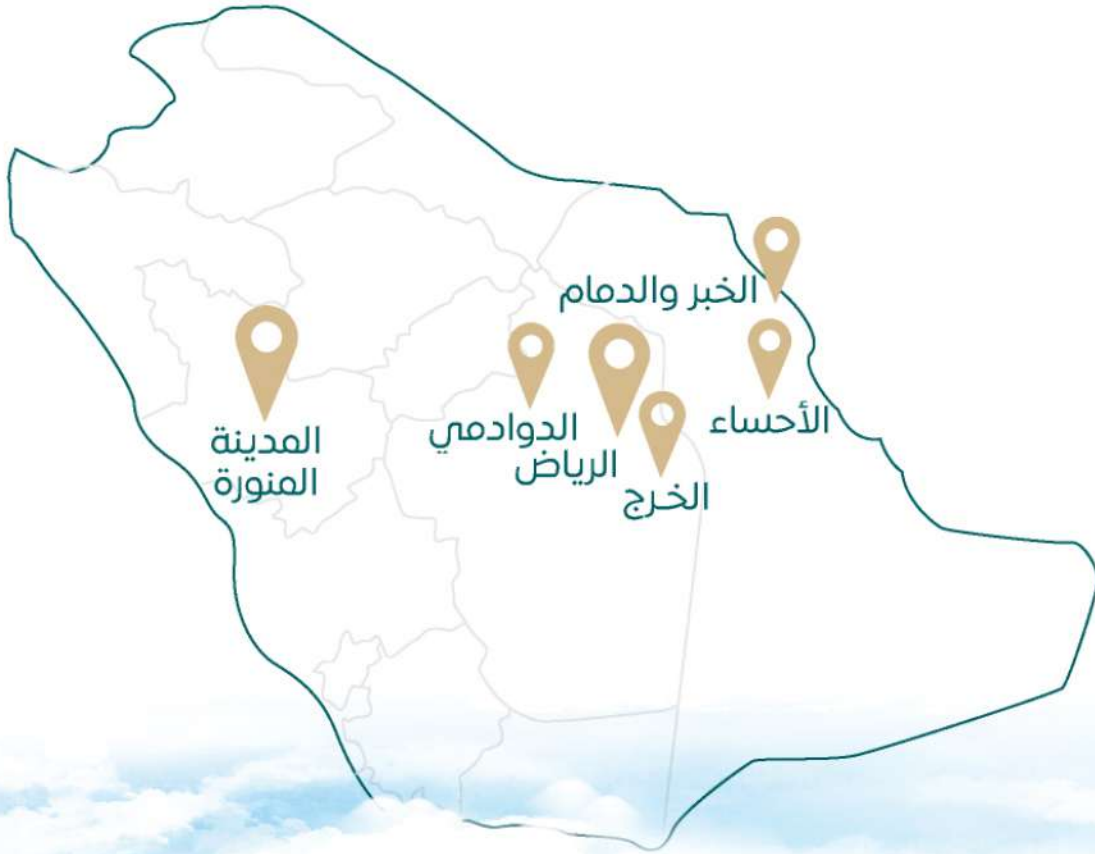 الخبر والدمام
الأحساء
الدوادمي
الرياض
الخرج
المدينة
المنورة